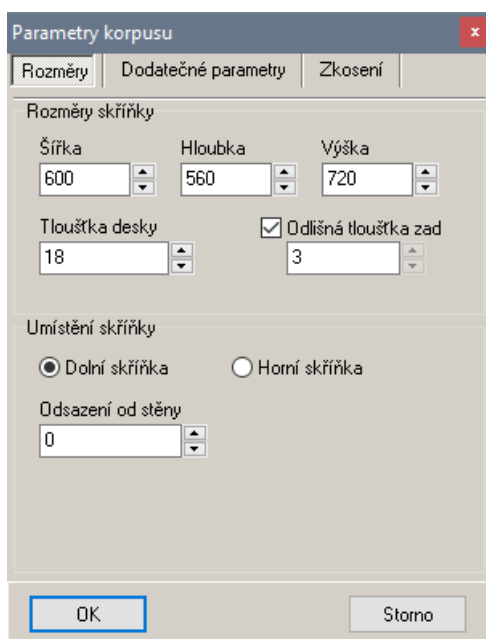 Parametry korpusu x
Rozměry Dodatečné parametry Zkosení
Rozměry skříňky
Šířka Hloubka Výška
600 560 720
Tloušťka desky Odlišná tloušťka zad
18 3
Umístění skříňky
Dolní skříňka Horní skříňka
Odsazení od stěny
0
OK Storno